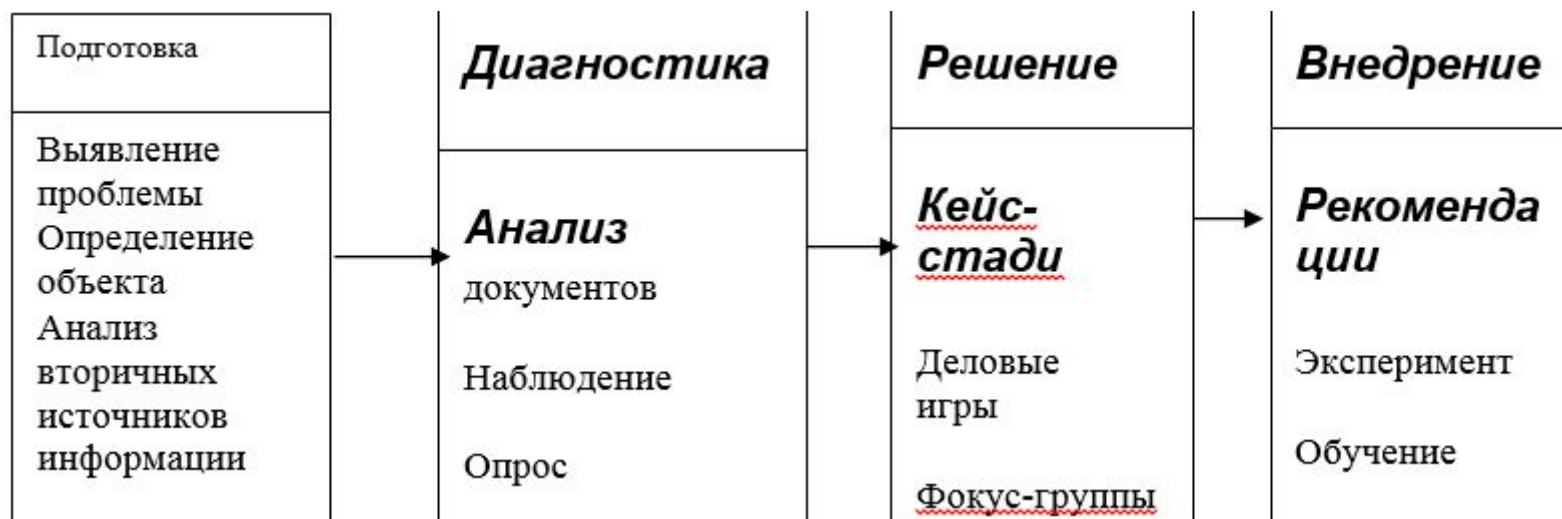 Подготовка
Выявление
проблемы
Определение
объекта
Анализ
вторичных
источников
информации
Диагностика
Анализ
документов
Наблюдение
Опрос
Решение
Кейс-
стади
Деловые
игры
Фокус-группы
Внедрение
Рекоменда
ции
Эксперимент
Обучение